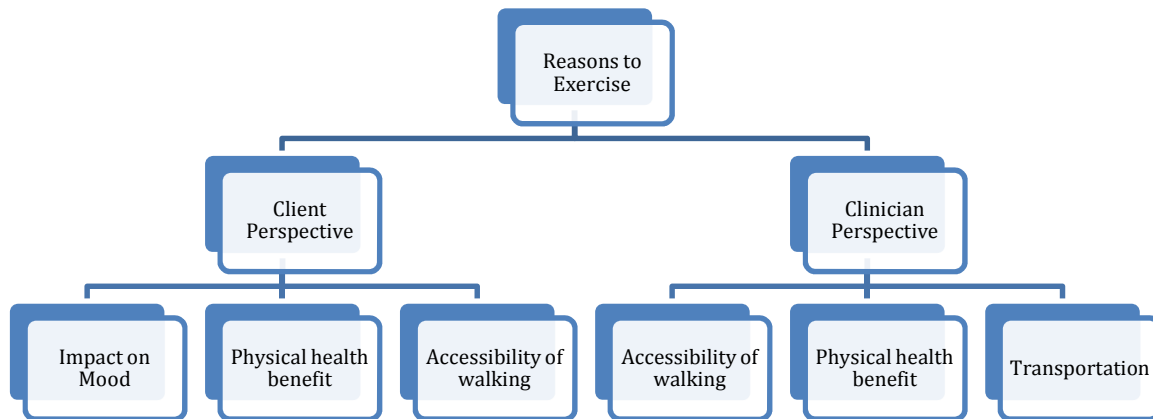 Reasons to
Exercise
Client
Perspective
Clinician
Perspective
Impact on
Mood
Physical health
benefit
Accessibility of
walking
Accessibility of
walking
Physical health
benefit
Transportation